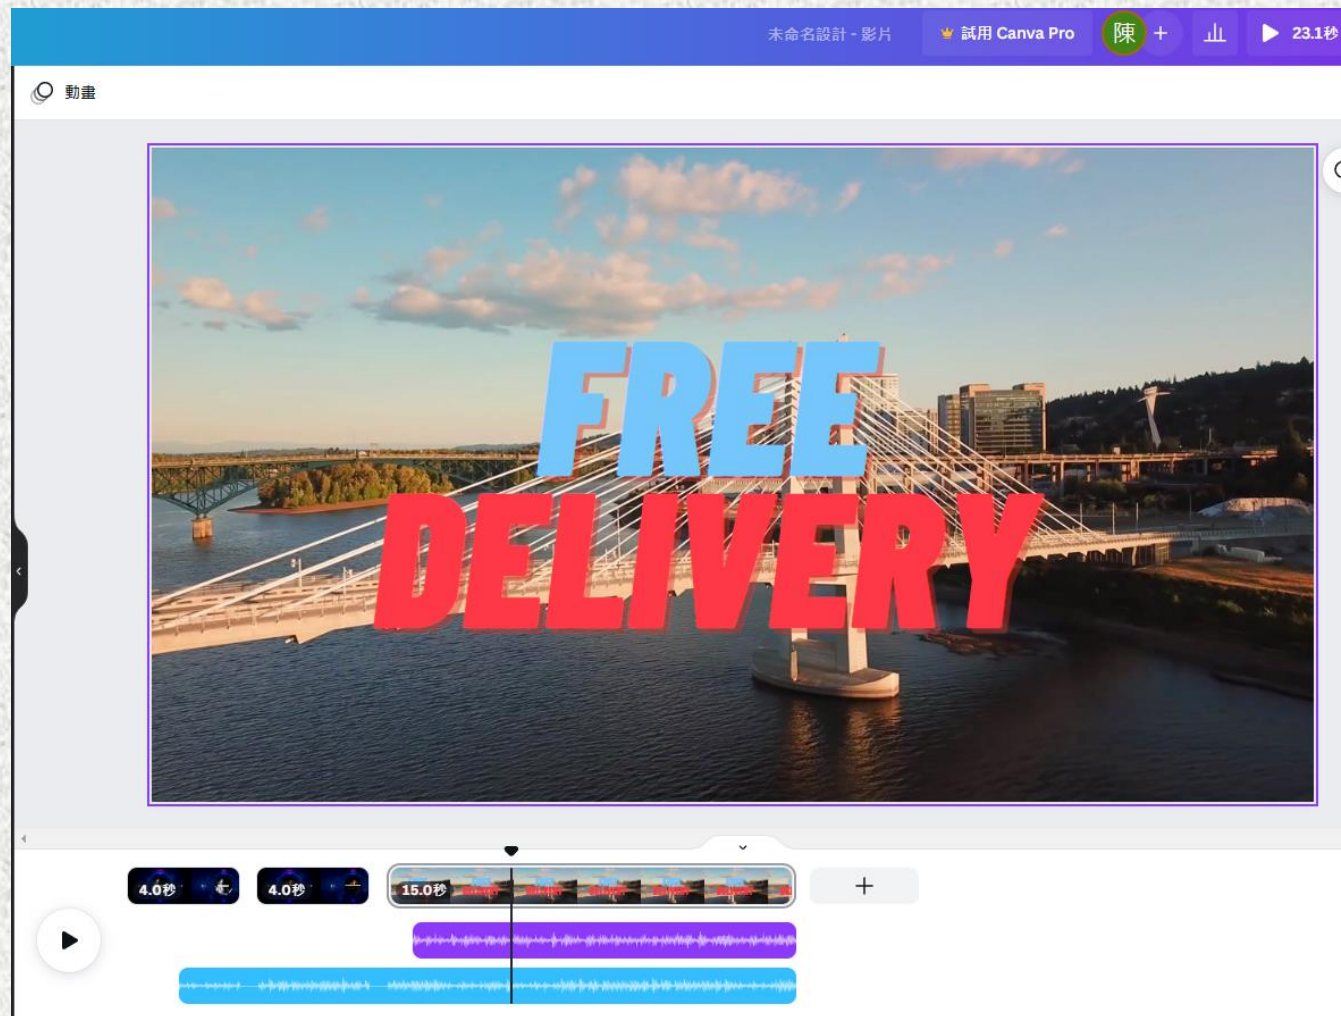 未命名設計 - 影片
試用 Canva Pro
陳
+
23.1秒
動畫
FREE
DELIVERY
4.0秒
4.0秒
15.0秒
+